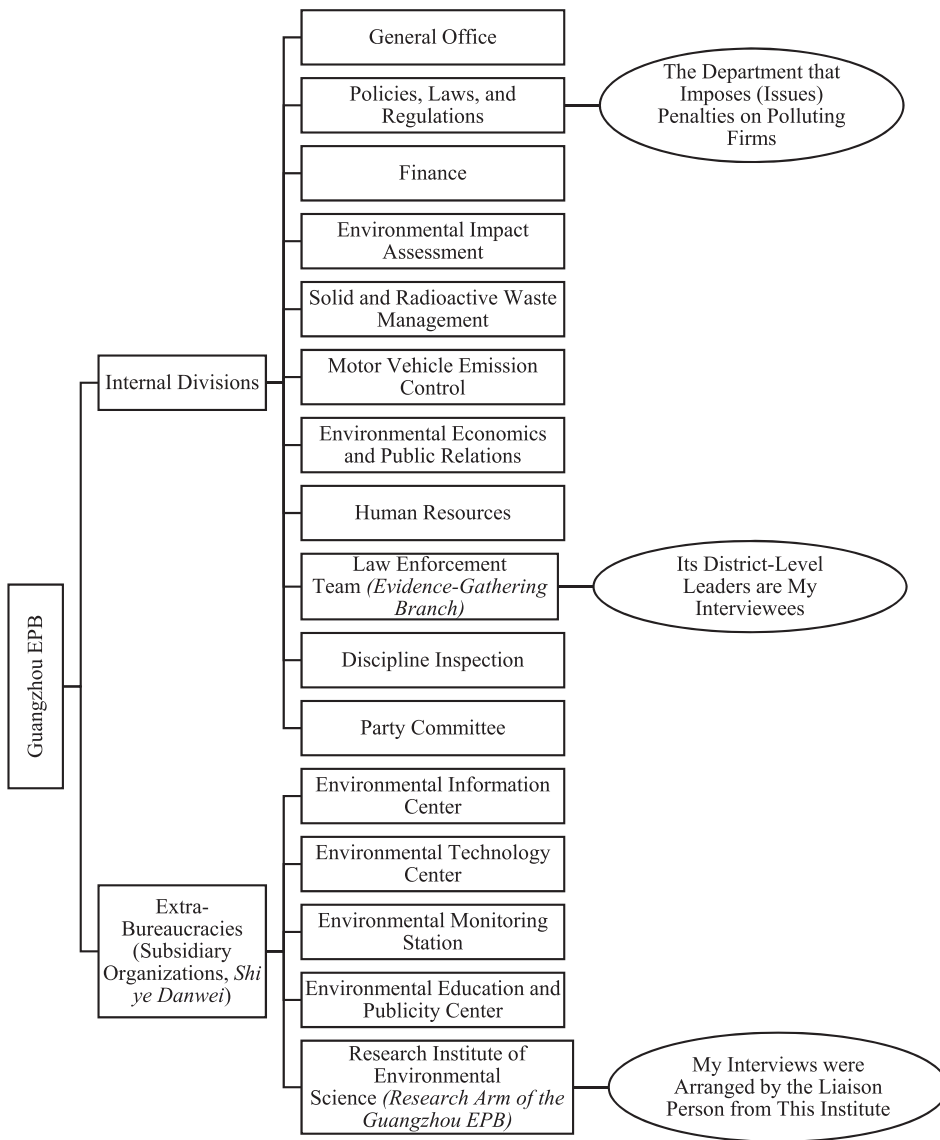 Guangzhou EPB
Internal Divisions
General Office
Policies, Laws, and
Regulations
The Department that
Imposes (Issues)
Penalties on Polluting
Firms
Finance
Environmental Impact
Assessment
Solid and Radioactive Waste
Management
Motor Vehicle Emission
Control
Environmental Economics
and Public Relations
Human Resources
Law Enforcement
Team (Evidence-Gathering
Branch)
Its District-Level
Leaders are My
Interviewees
Discipline Inspection
Party Committee
Extra-
Bureaucracies
(Subsidiary
Organizations, Shi
ye Danwei)
Environmental Information
Center
Environmental Technology
Center
Environmental Monitoring
Station
Environmental Education and
Publicity Center
Research Institute of
Environmental
Science (Research Arm of the
Guangzhou EPB)
My Interviews were
Arranged by the Liaison
Person from This Institute